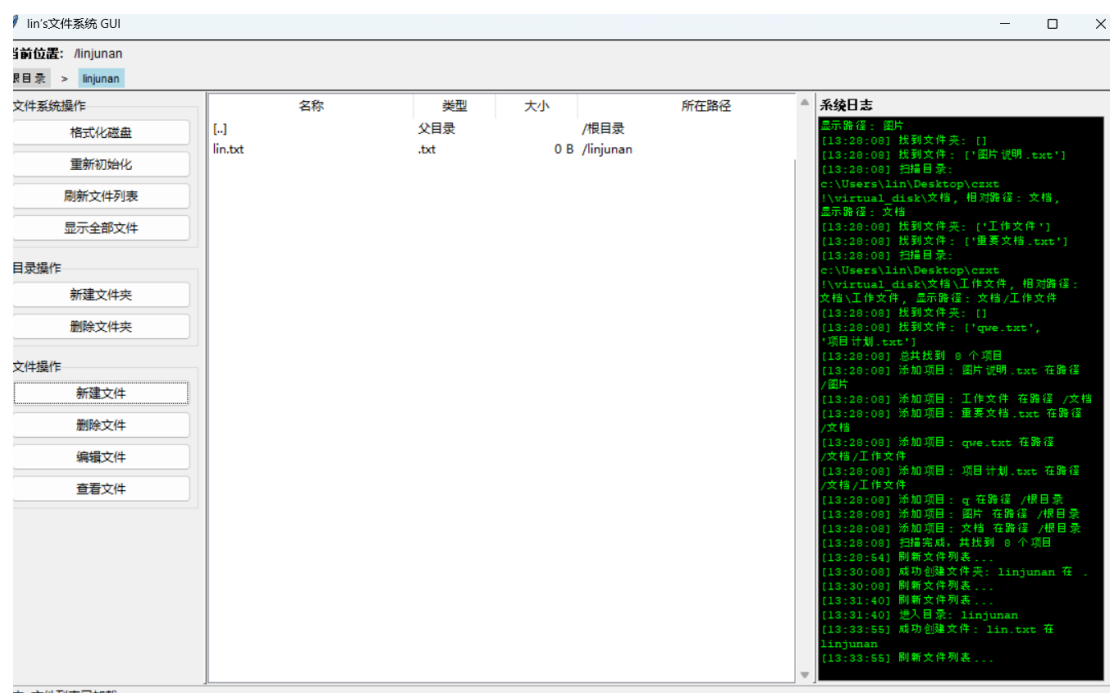 lin's文件系统 GUI
当前位置： /linjunan
根目录 > linjunan
文件系统操作
格式化磁盘
重新初始化
刷新文件列表
显示全部文件
目录操作
新建文件夹
删除文件夹
文件操作
新建文件
删除文件
编辑文件
查看文件
名称 类型 大小 所在路径
[..] 父目录 /根目录
lin.txt .txt 0 B /linjunan
系统日志
显示路径: 图片
[13:28:08] 找到文件夹: []
[13:28:08] 找到文件: ['图片说明.txt']
[13:28:08] 扫描目录:
c:\Users\lin\Desktop\czxt
!\virtual_disk\文档, 相对路径: 文档,
显示路径: 文档
[13:28:08] 找到文件夹: ['工作文件']
[13:28:08] 找到文件: ['重要文档.txt']
[13:28:08] 扫描目录:
c:\Users\lin\Desktop\czxt
!\virtual_disk\文档\工作文件, 相对路径:
文档\工作文件, 显示路径: 文档/工作文件
[13:28:08] 找到文件夹: []
[13:28:08] 找到文件: ['qwe.txt',
'项目计划.txt']
[13:28:08] 总共找到 8 个项目
[13:28:08] 添加项目: 图片说明.txt 在路径
/图片
[13:28:08] 添加项目: 工作文件 在路径 /文档
[13:28:08] 添加项目: 重要文档.txt 在路径
/文档
[13:28:08] 添加项目: qwe.txt 在路径
/文档/工作文件
[13:28:08] 添加项目: 项目计划.txt 在路径
/文档/工作文件
[13:28:08] 添加项目: q 在路径 /根目录
[13:28:08] 添加项目: 图片 在路径 /根目录
[13:28:08] 添加项目: 文档 在路径 /根目录
[13:28:08] 扫描完成，共找到 8 个项目
[13:28:54] 刷新文件列表...
[13:30:08] 成功创建文件夹: linjunan 在 .
[13:30:08] 刷新文件列表...
[13:31:40] 刷新文件列表...
[13:31:40] 进入目录: linjunan
[13:33:55] 成功创建文件: lin.txt 在
linjunan
[13:33:55] 刷新文件列表...